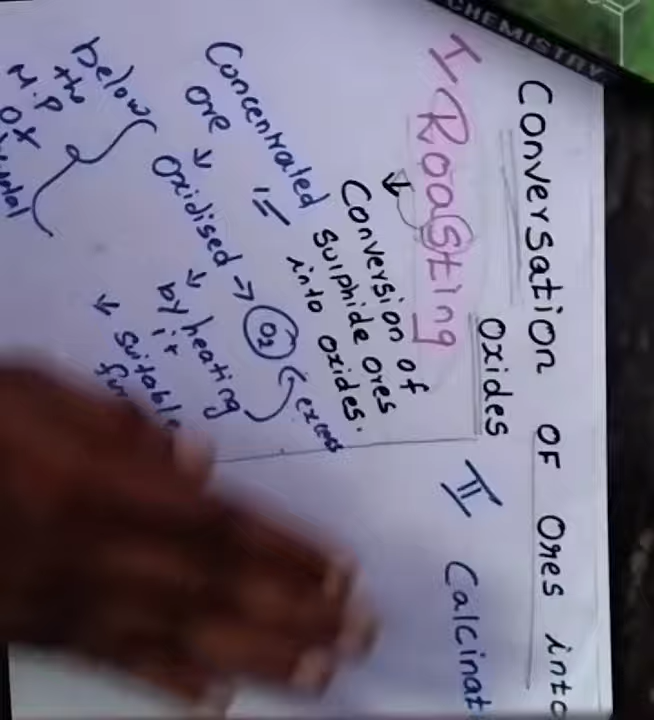 CHEMISTRY
Conversation OF Ores into
Oxides
I Roasting
Conversion of
Sulphide Ores
into Oxides.
Concentrated
ore → Oxidised → O2 (excess
by heating
it
→ suitable
below
the
M.P
OF
II Calcinat